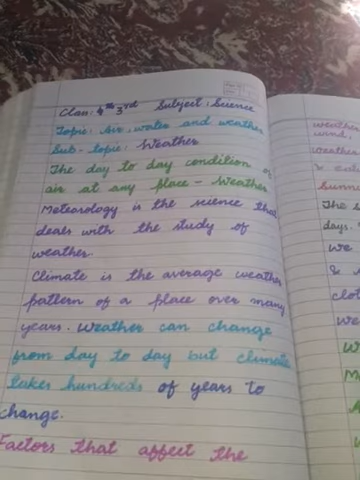 Class: 4th 3rd Subject: Science
Topic: Air, water and weather
Sub-topic: Weather
The day to day condition of
air at any place - Weather
Meteorology is the science that
deals with the study of
weather.
Climate is the average weather
pattern of a place over many
years. Weather can change
from day to day but climate
takes hundreds of years to
change.
Factors that affect the
weather
wind,
weather
Sunn
The s
days.
We
&
clot
we
W
M
A